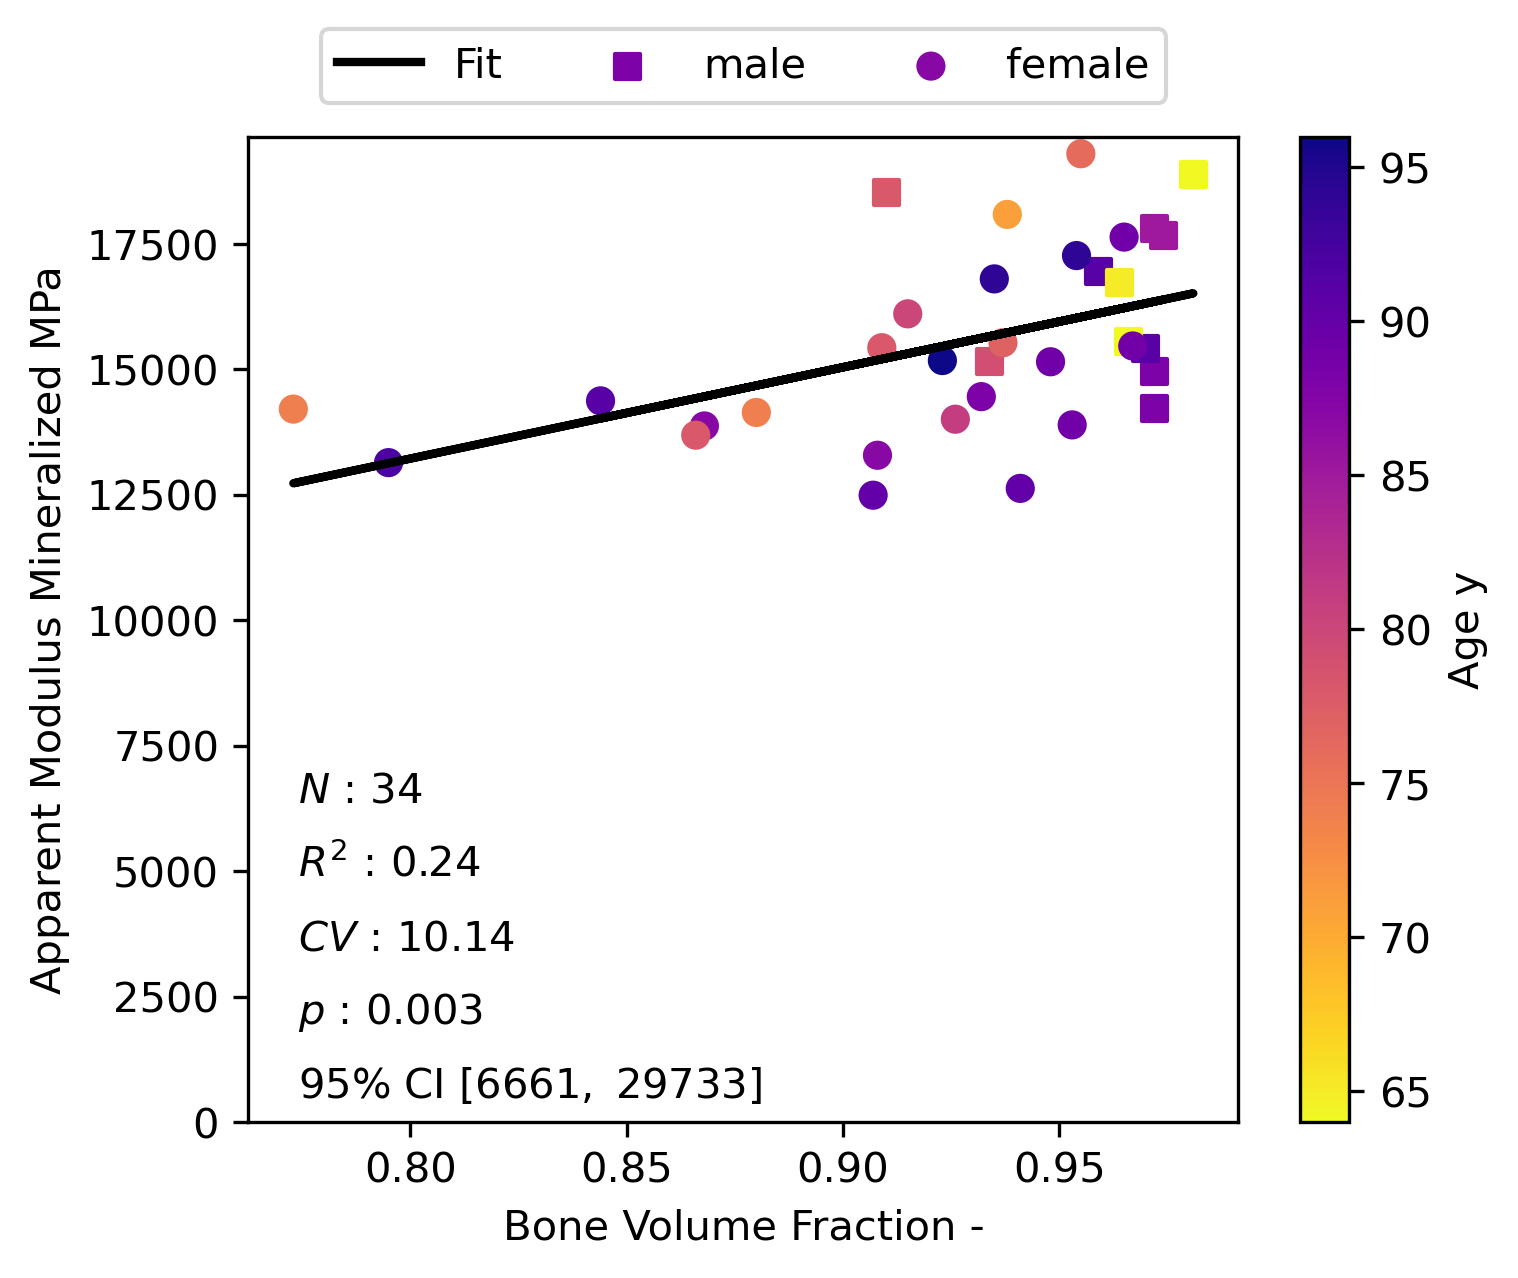 Fit male female
17500
15000
12500
10000
7500
5000
2500
0
Apparent Modulus Mineralized MPa
N : 34
R² : 0.24
CV : 10.14
p : 0.003
95% CI [6661, 29733]
0.80 0.85 0.90 0.95
Bone Volume Fraction -
95
90
85
80
75
70
65
Age y